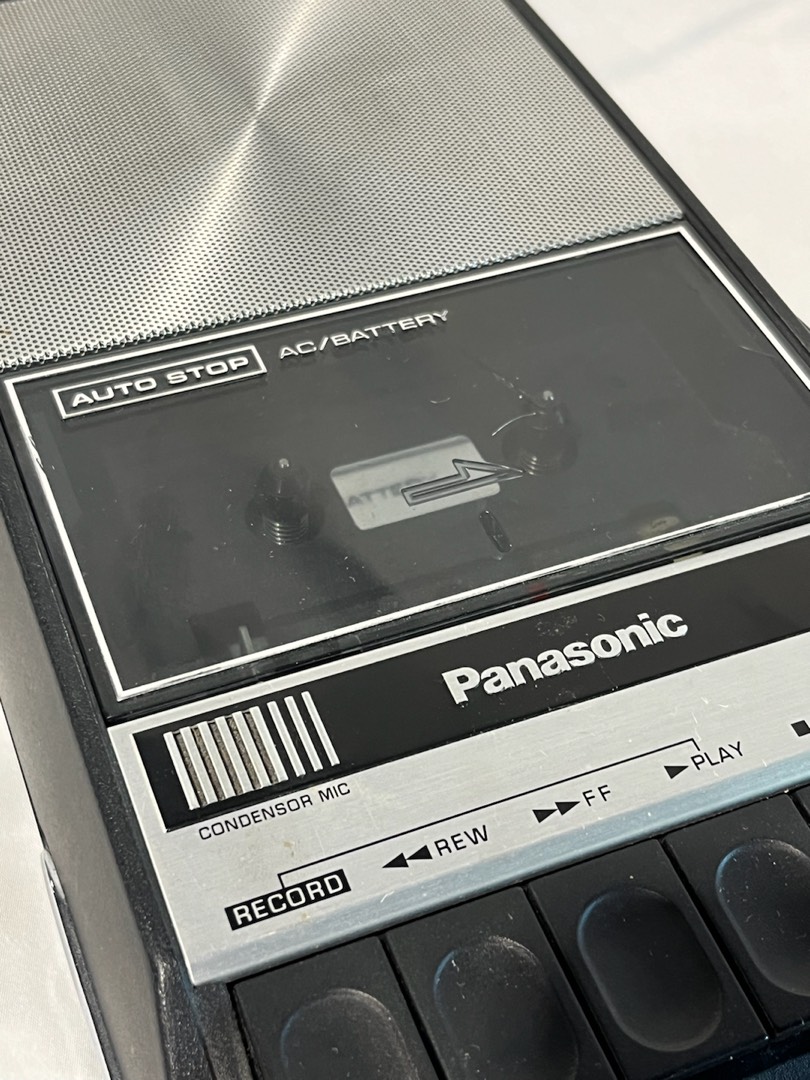 AUTO STOP AC/BATTERY
Panasonic
CONDENSOR MIC
RECORD REW FF PLAY